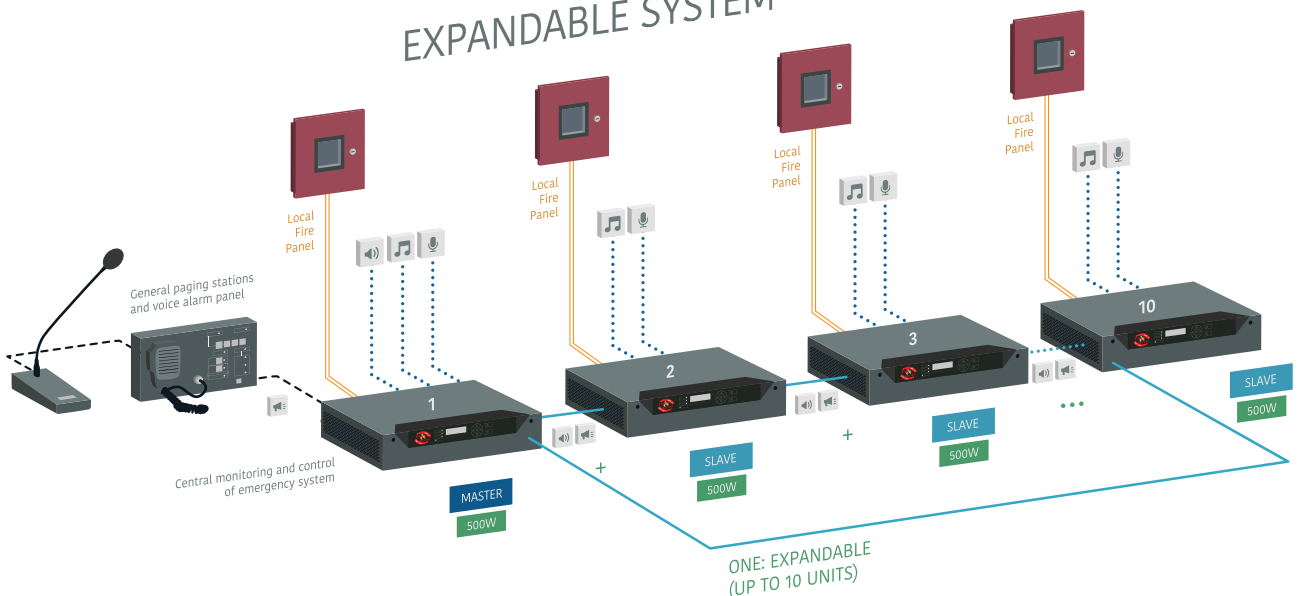 EXPANDABLE SYSTEM
Local
Fire
Panel
Local
Fire
Panel
Local
Fire
Panel
Local
Fire
Panel
General paging stations
and voice alarm panel
1
2
3
10
Central monitoring and control
of emergency system
MASTER
500W
+
SLAVE
500W
+
SLAVE
500W
SLAVE
500W
ONE: EXPANDABLE
(UP TO 10 UNITS)